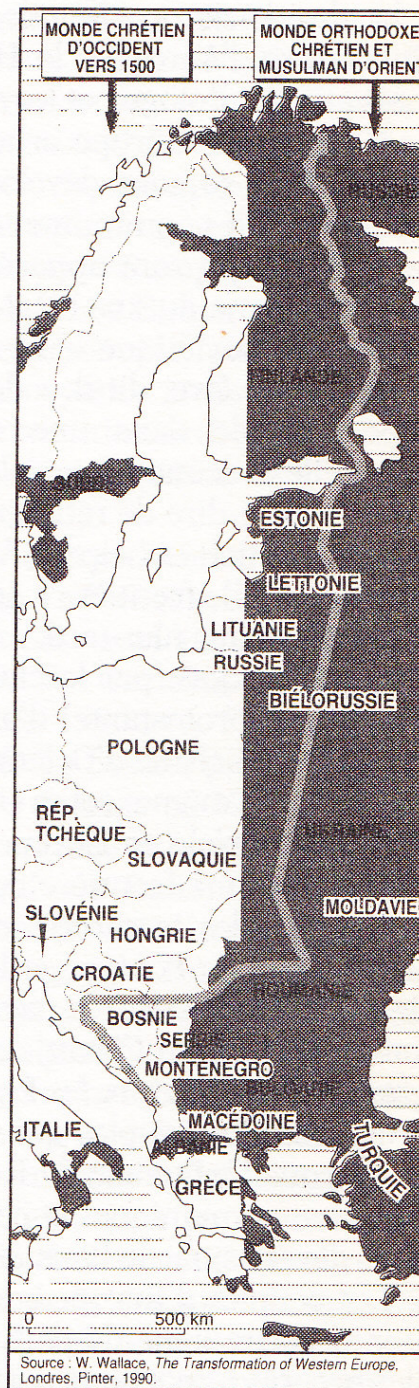 MONDE CHRÉTIEN
D'OCCIDENT
VERS 1500
MONDE ORTHODOXE
CHRÉTIEN ET
MUSULMAN D'ORIENT
RUSSIE
FINLANDE
SUÈDE
ESTONIE
LETTONIE
LITUANIE
RUSSIE
BIÉLORUSSIE
POLOGNE
RÉP.
TCHÈQUE
UKRAINE
SLOVAQUIE
MOLDAVIE
SLOVÉNIE
HONGRIE
CROATIE
ROUMANIE
BOSNIE
SERBIE
MONTÉNÉGRO
BULGARIE
ITALIE
MACÉDOINE
ALBANIE
TURQUIE
GRÈCE
0 500 km
Source : W. Wallace, The Transformation of Western Europe,
Londres, Pinter, 1990.